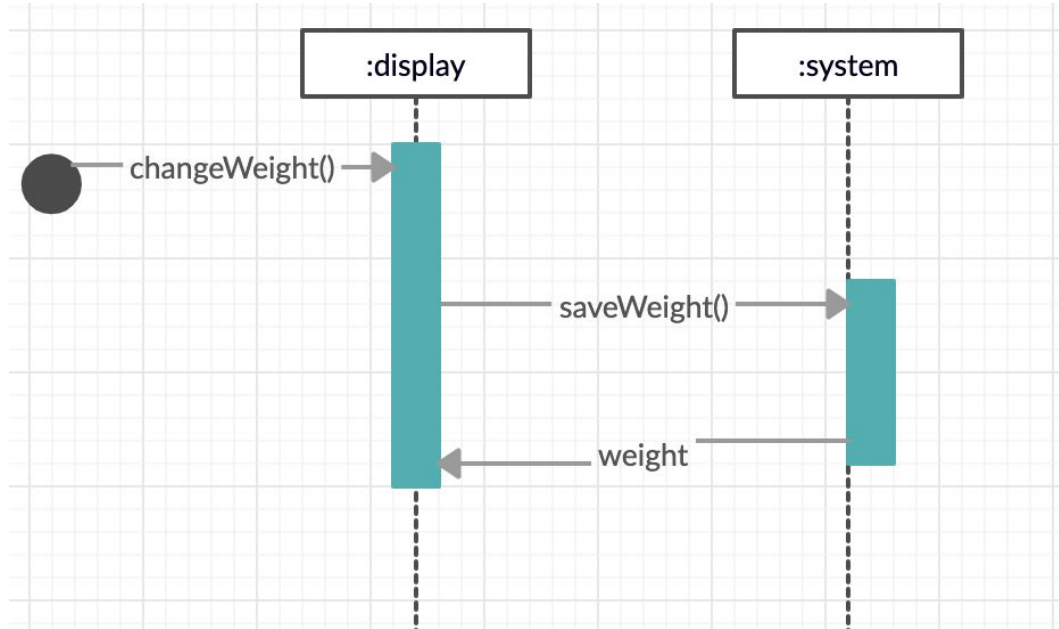 :display
:system
changeWeight()
saveWeight()
weight